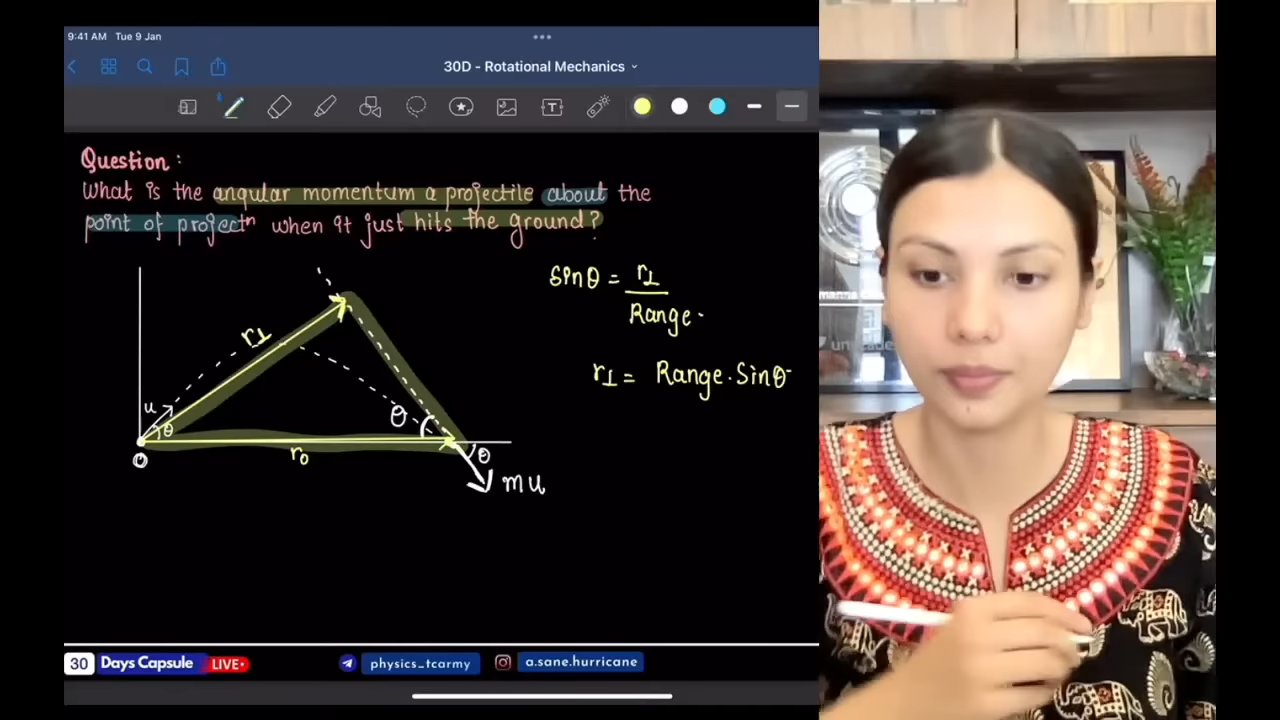 9:41 AM Tue 9 Jan
30D - Rotational Mechanics
Question:
What is the angular momentum a projectile about the
point of projectⁿ when it just hits the ground?
Sinθ = r⊥
Range.
r⊥ = Range. Sinθ
r⊥
u
θ
θ
r₀
O
θ
mu
30 Days Capsule LIVE
physics_tcarmy
a.sane.hurricane